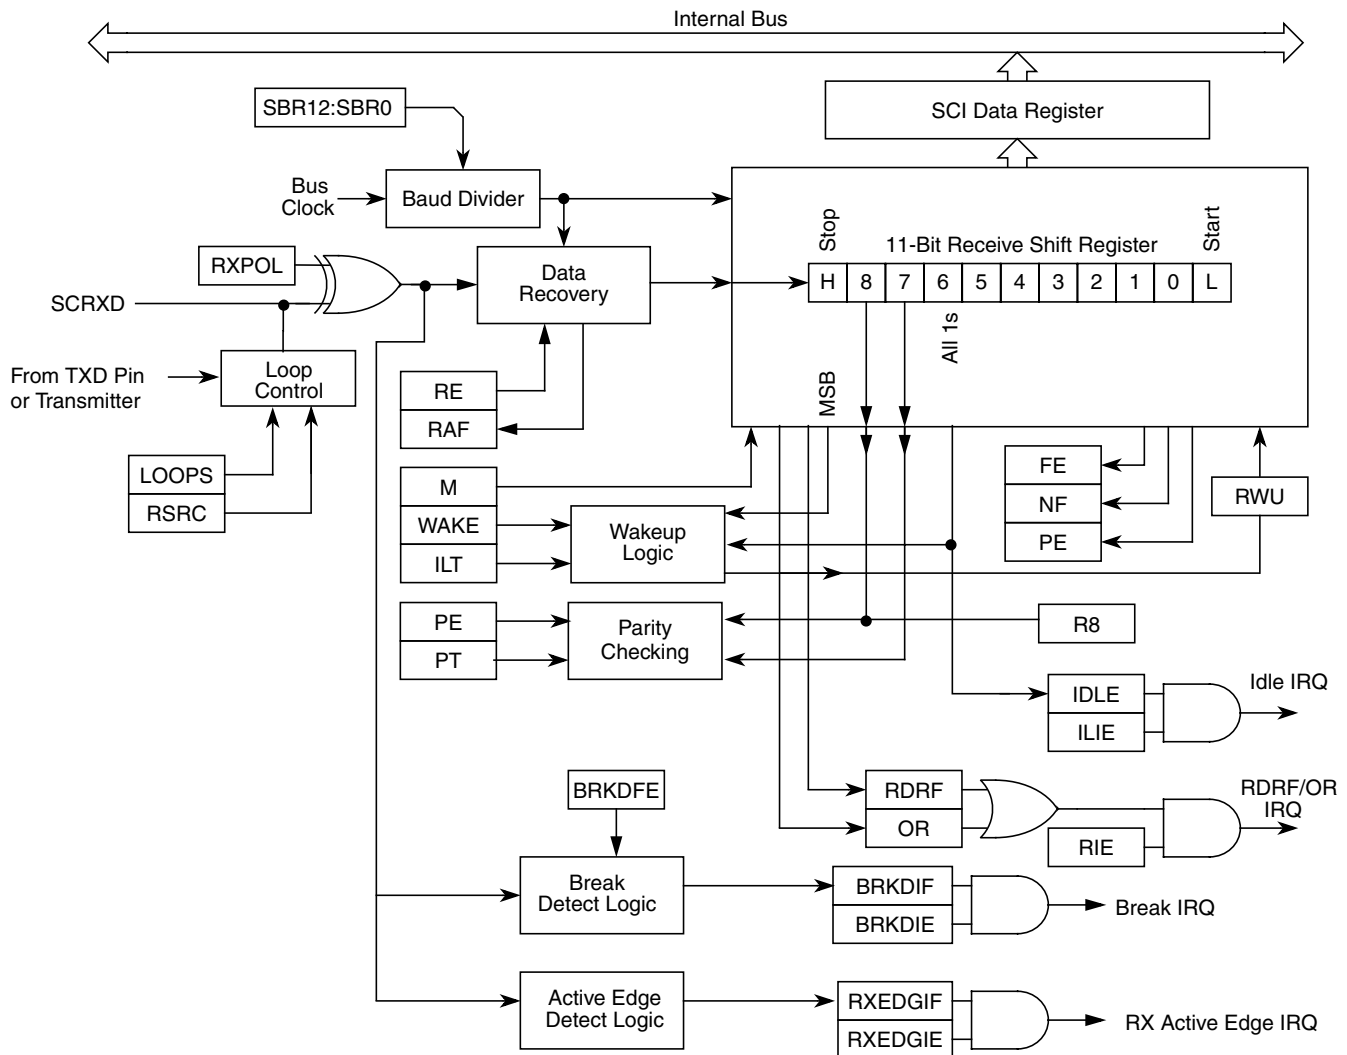 Internal Bus
SBR12:SBR0
SCI Data Register
Bus
Clock
Baud Divider
Stop
11-Bit Receive Shift Register
Start
RXPOL
Data
Recovery
H 8 7 6 5 4 3 2 1 0 L
SCRXD
All 1s
From TXD Pin
or Transmitter
Loop
Control
RE
RAF
MSB
LOOPS
RSRC
M
WAKE
ILT
Wakeup
Logic
FE
NF
PE
RWU
PE
PT
Parity
Checking
R8
IDLE
ILIE
Idle IRQ
BRKDFE
RDRF
OR
RIE
RDRF/OR
IRQ
Break
Detect Logic
BRKDIF
BRKDIE
Break IRQ
Active Edge
Detect Logic
RXEDGIF
RXEDGIE
RX Active Edge IRQ